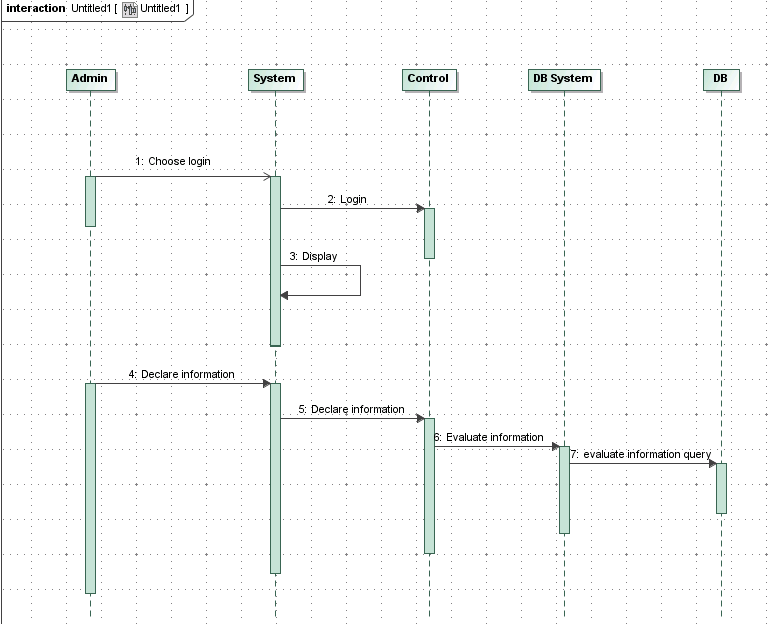 interaction Untitled1 [ Untitled1 ]
Admin
System
Control
DB System
DB
1: Choose login
2: Login
3: Display
4: Declare information
5: Declare information
6: Evaluate information
7: evaluate information query